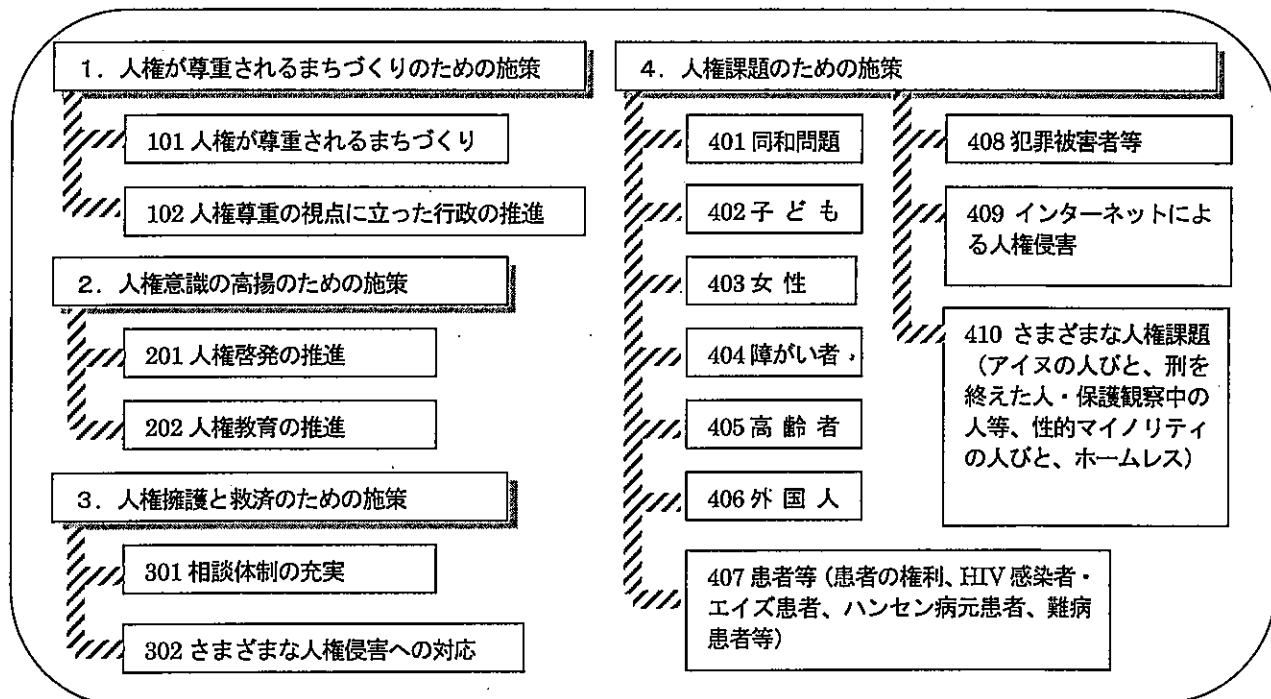 1．人権が尊重されるまちづくりのための施策
101 人権が尊重されるまちづくり
102 人権尊重の視点に立った行政の推進
2．人権意識の高揚のための施策
201 人権啓発の推進
202 人権教育の推進
3．人権擁護と救済のための施策
301 相談体制の充実
302 さまざまな人権侵害への対応
4．人権課題のための施策
401 同和問題
402 子 ど も
403 女 性
404 障がい者
405 高 齢 者
406 外 国 人
407 患者等（患者の権利、HIV 感染者・
エイズ患者、ハンセン病元患者、難病
患者等）
408 犯罪被害者等
409 インターネットによ
る人権侵害
410 さまざまな人権課題
（アイヌの人びと、刑を
終えた人・保護観察中の
人等、性的マイノリティ
の人びと、ホームレス）